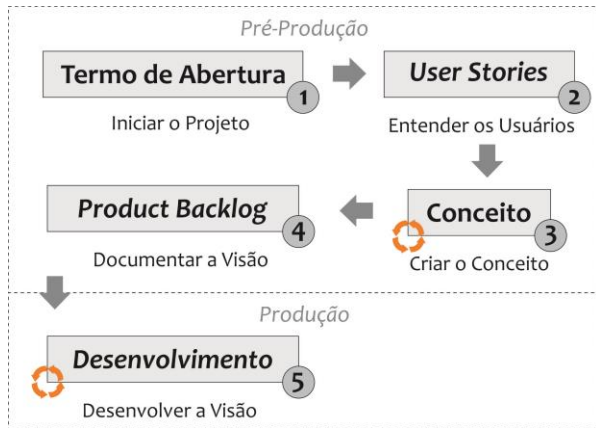 Pré-Produção
Termo de Abertura
1
Iniciar o Projeto
User Stories
2
Entender os Usuários
Conceito
3
Criar o Conceito
Product Backlog
4
Documentar a Visão
Produção
Desenvolvimento
5
Desenvolver a Visão